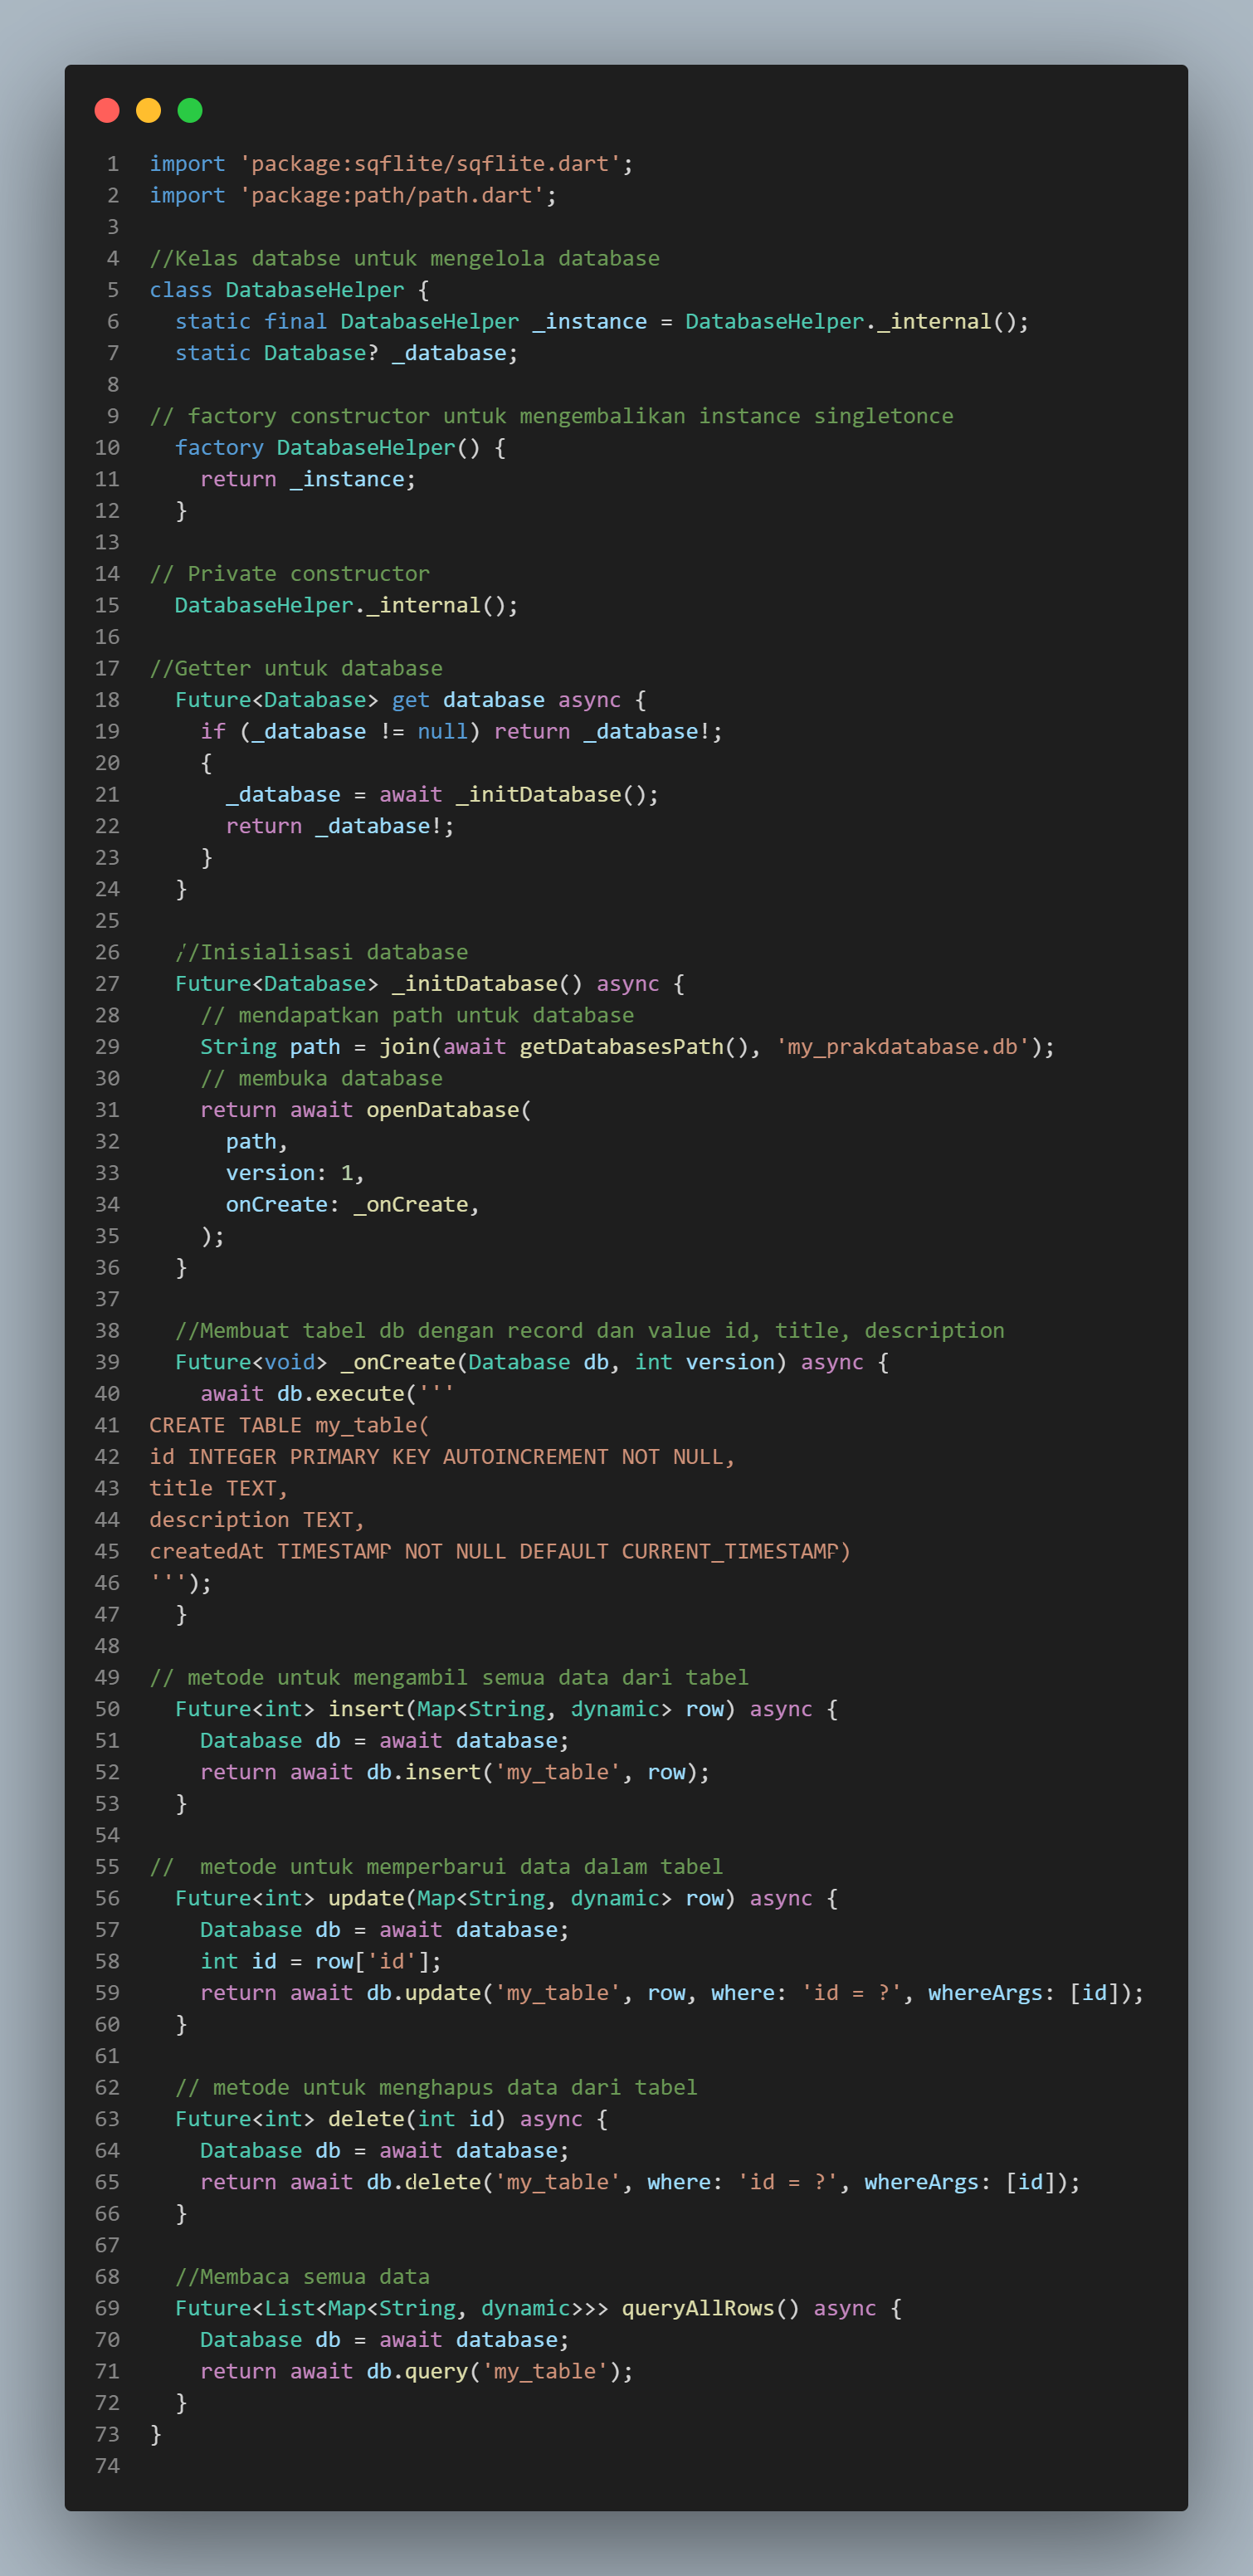 1 import 'package:sqflite/sqflite.dart';
2 import 'package:path/path.dart';
3
4 //Kelas databse untuk mengelola database
5 class DatabaseHelper {
6   static final DatabaseHelper _instance = DatabaseHelper._internal();
7   static Database? _database;
8
9 // factory constructor untuk mengembalikan instance singletonce
10   factory DatabaseHelper() {
11     return _instance;
12   }
13
14 // Private constructor
15   DatabaseHelper._internal();
16
17 //Getter untuk database
18   Future<Database> get database async {
19     if (_database != null) return _database!;
20     {
21       _database = await _initDatabase();
22       return _database!;
23     }
24   }
25
26   //Inisialisasi database
27   Future<Database> _initDatabase() async {
28     // mendapatkan path untuk database
29     String path = join(await getDatabasesPath(), 'my_prakdatabase.db');
30     // membuka database
31     return await openDatabase(
32       path,
33       version: 1,
34       onCreate: _onCreate,
35     );
36   }
37
38   //Membuat tabel db dengan record dan value id, title, description
39   Future<void> _onCreate(Database db, int version) async {
40     await db.execute('''
41 CREATE TABLE my_table(
42 id INTEGER PRIMARY KEY AUTOINCREMENT NOT NULL,
43 title TEXT,
44 description TEXT,
45 createdAt TIMESTAMP NOT NULL DEFAULT CURRENT_TIMESTAMP)
46 ''');
47   }
48
49 // metode untuk mengambil semua data dari tabel
50   Future<int> insert(Map<String, dynamic> row) async {
51     Database db = await database;
52     return await db.insert('my_table', row);
53   }
54
55 //  metode untuk memperbarui data dalam tabel
56   Future<int> update(Map<String, dynamic> row) async {
57     Database db = await database;
58     int id = row['id'];
59     return await db.update('my_table', row, where: 'id = ?', whereArgs: [id]);
60   }
61
62   // metode untuk menghapus data dari tabel
63   Future<int> delete(int id) async {
64     Database db = await database;
65     return await db.delete('my_table', where: 'id = ?', whereArgs: [id]);
66   }
67
68   //Membaca semua data
69   Future<List<Map<String, dynamic>>> queryAllRows() async {
70     Database db = await database;
71     return await db.query('my_table');
72   }
73 }
74